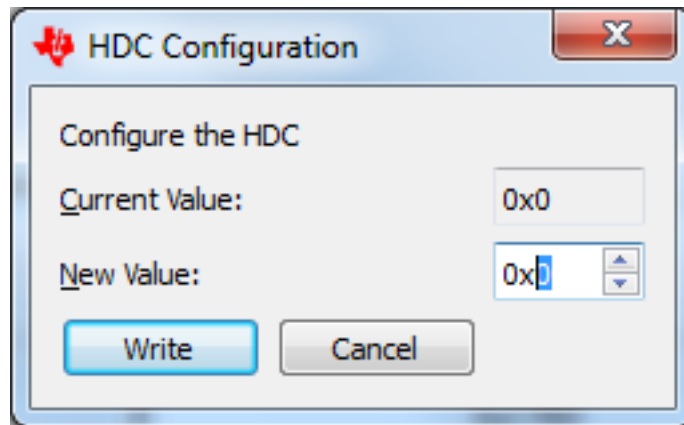 HDC Configuration
Configure the HDC
Current Value: 0x0
New Value: 0x0
Write Cancel